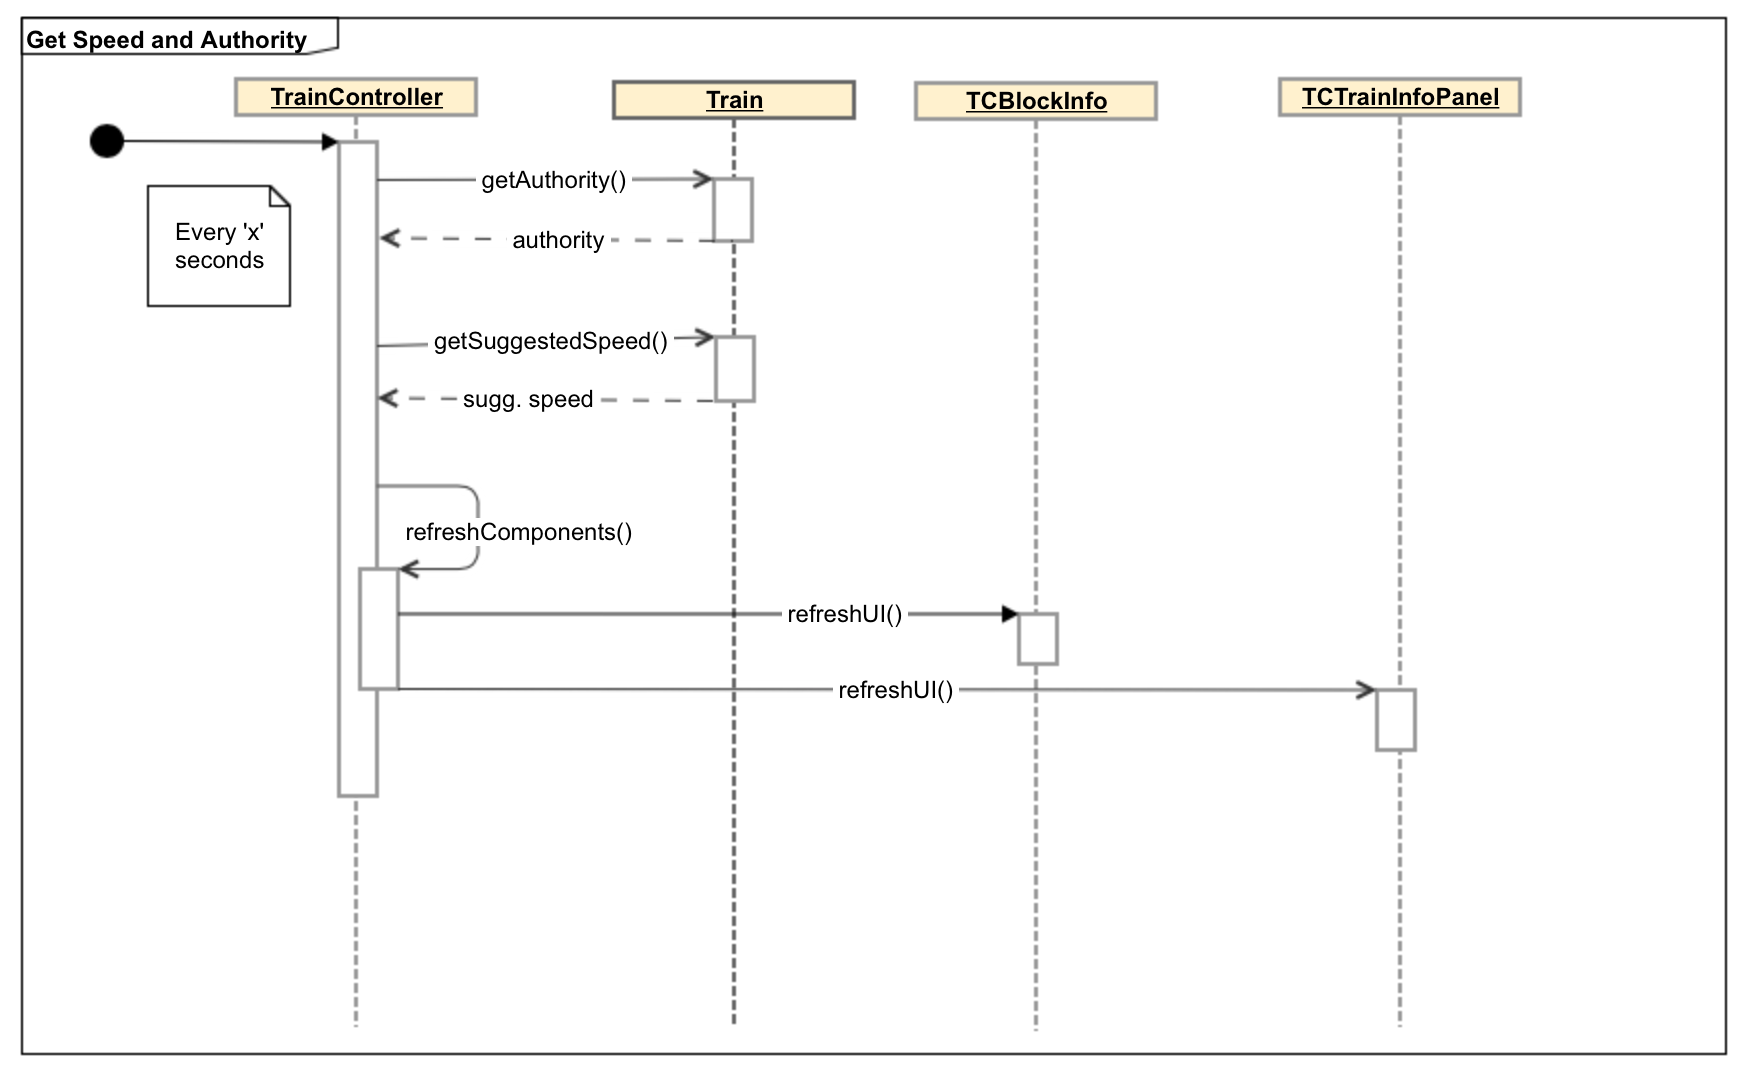 Get Speed and Authority
TrainController
Train
TCBlockInfo
TCTrainInfoPanel
getAuthority()
Every 'x'
seconds
authority
getSuggestedSpeed()
sugg. speed
refreshComponents()
refreshUI()
refreshUI()